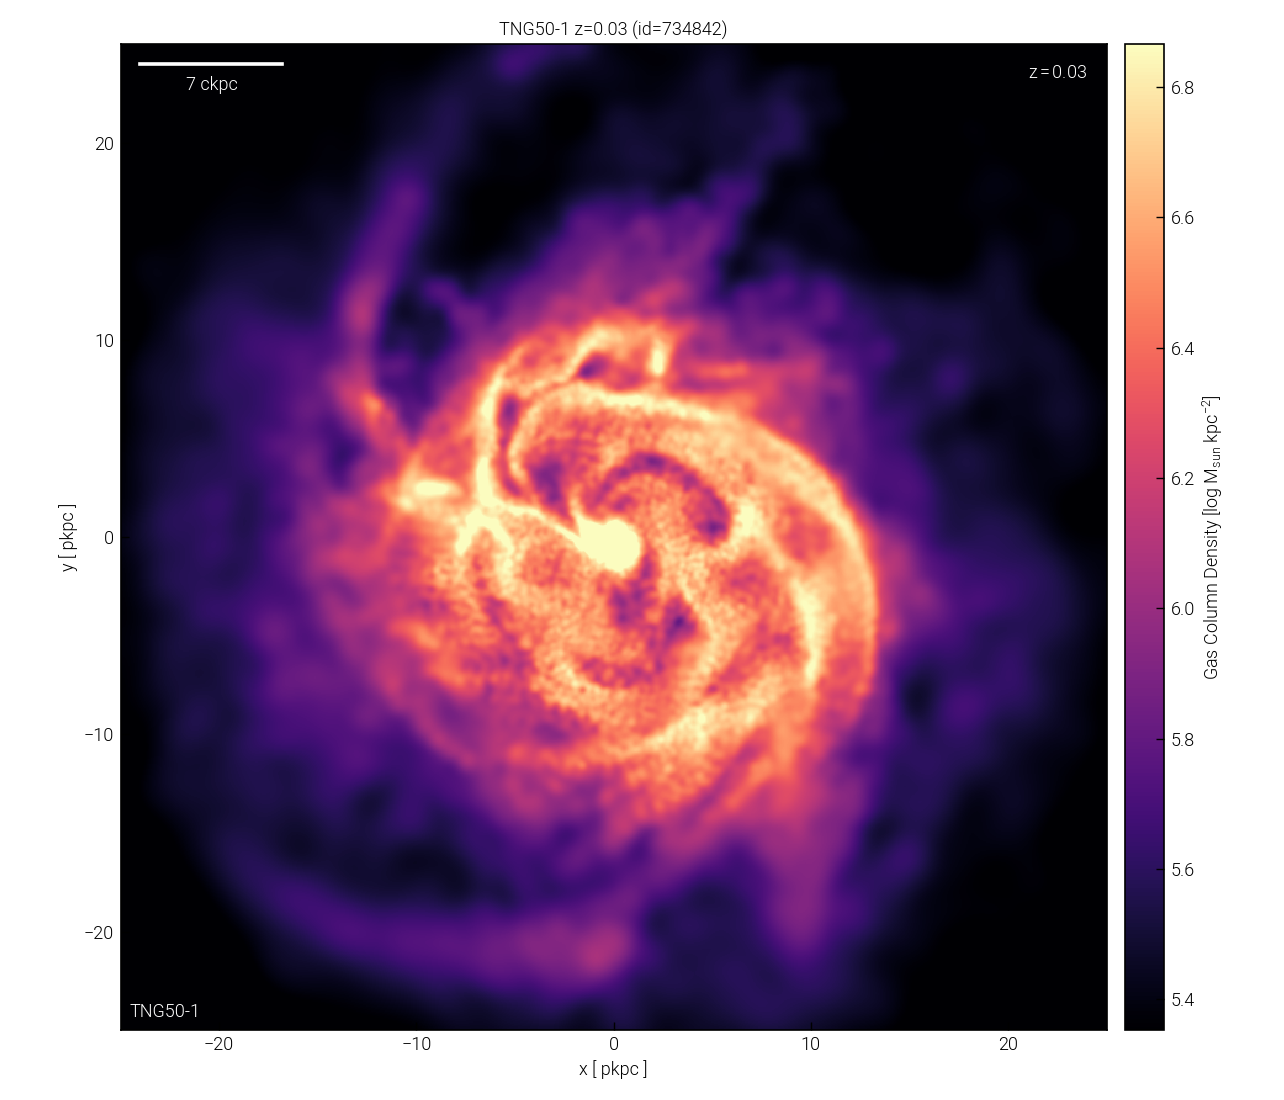 TNG50-1 z=0.03 (id=734842)
7 ckpc
z=0.03
TNG50-1
20
10
0
−10
−20
y [ pkpc ]
−20
−10
0
10
20
x [ pkpc ]
6.8
6.6
6.4
6.2
6.0
5.8
5.6
5.4
Gas Column Density [log M_sun kpc^−2]